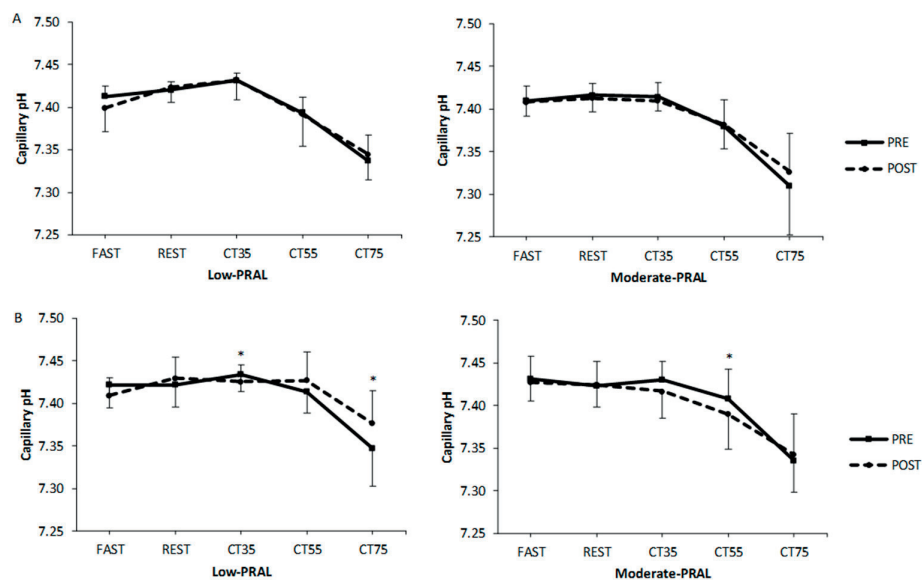 A
7.50
7.45
7.40
7.35
7.30
7.25
Capillary pH
FAST REST CT35 CT55 CT75
Low-PRAL
7.50
7.45
7.40
7.35
7.30
7.25
Capillary pH
FAST REST CT35 CT55 CT75
Moderate-PRAL
PRE
POST
B
7.50
7.45
7.40
7.35
7.30
7.25
Capillary pH
*
*
FAST REST CT35 CT55 CT75
Low-PRAL
7.50
7.45
7.40
7.35
7.30
7.25
Capillary pH
*
FAST REST CT35 CT55 CT75
Moderate-PRAL
PRE
POST